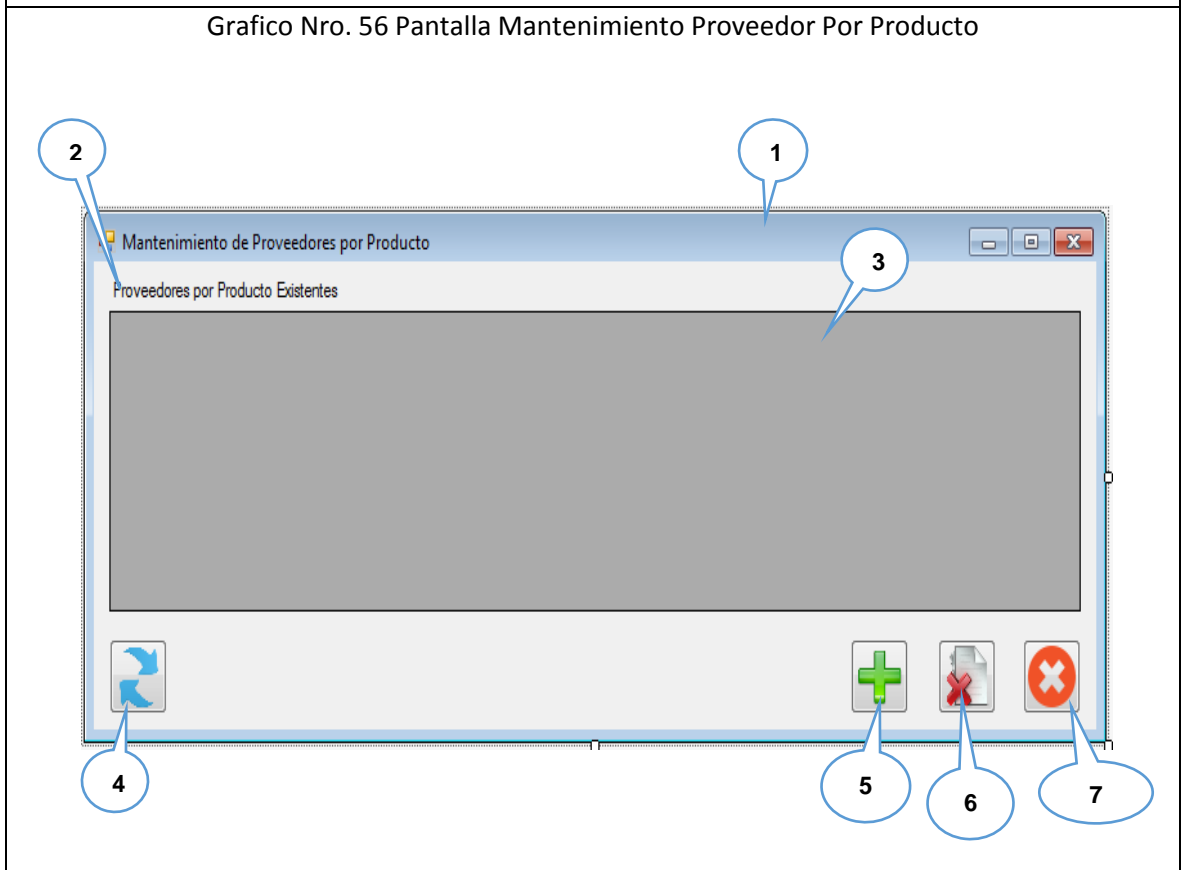 Grafico Nro. 56 Pantalla Mantenimiento Proveedor Por Producto
2
1
Mantenimiento de Proveedores por Producto
3
Proveedores por Producto Existentes
4
5
6
7